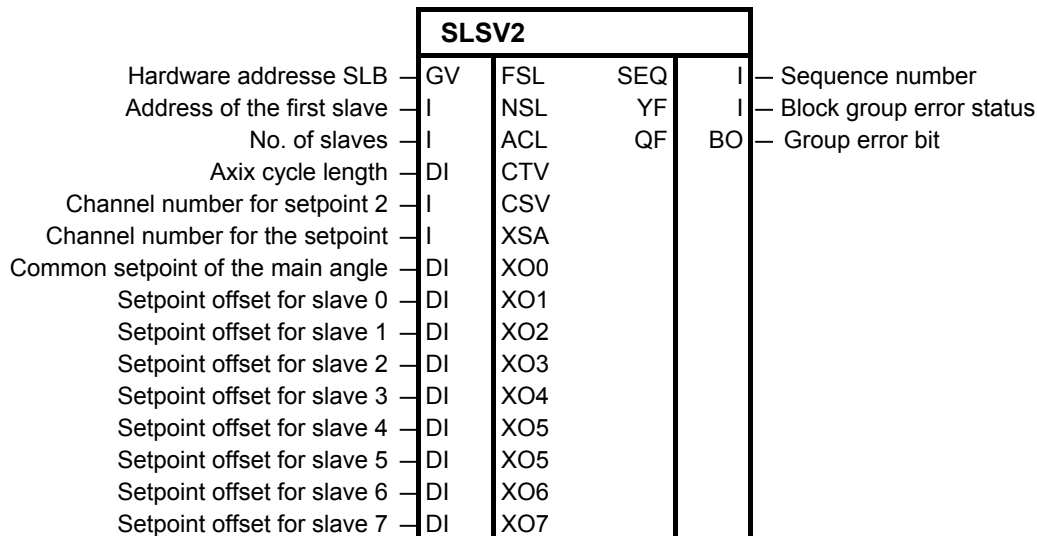 SLSV2
Hardware addresse SLB GV FSL SEQ I Sequence number
Address of the first slave I NSL YF I Block group error status
No. of slaves I ACL QF BO Group error bit
Axix cycle length DI CTV
Channel number for setpoint 2 I CSV
Channel number for the setpoint I XSA
Common setpoint of the main angle DI XO0
Setpoint offset for slave 0 DI XO1
Setpoint offset for slave 1 DI XO2
Setpoint offset for slave 2 DI XO3
Setpoint offset for slave 3 DI XO4
Setpoint offset for slave 4 DI XO5
Setpoint offset for slave 5 DI XO5
Setpoint offset for slave 6 DI XO6
Setpoint offset for slave 7 DI XO7